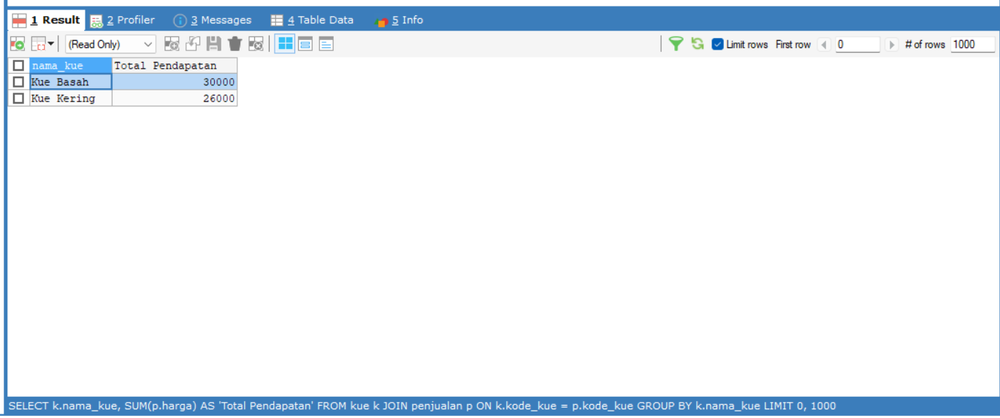 1 Result 2 Profiler 3 Messages 4 Table Data 5 Info
(Read Only) Limit rows First row 0 # of rows 1000
nama_kue Total Pendapatan
Kue Basah 30000
Kue Kering 26000
SELECT k.nama_kue, SUM(p.harga) AS 'Total Pendapatan' FROM kue k JOIN penjualan p ON k.kode_kue = p.kode_kue GROUP BY k.nama_kue LIMIT 0, 1000